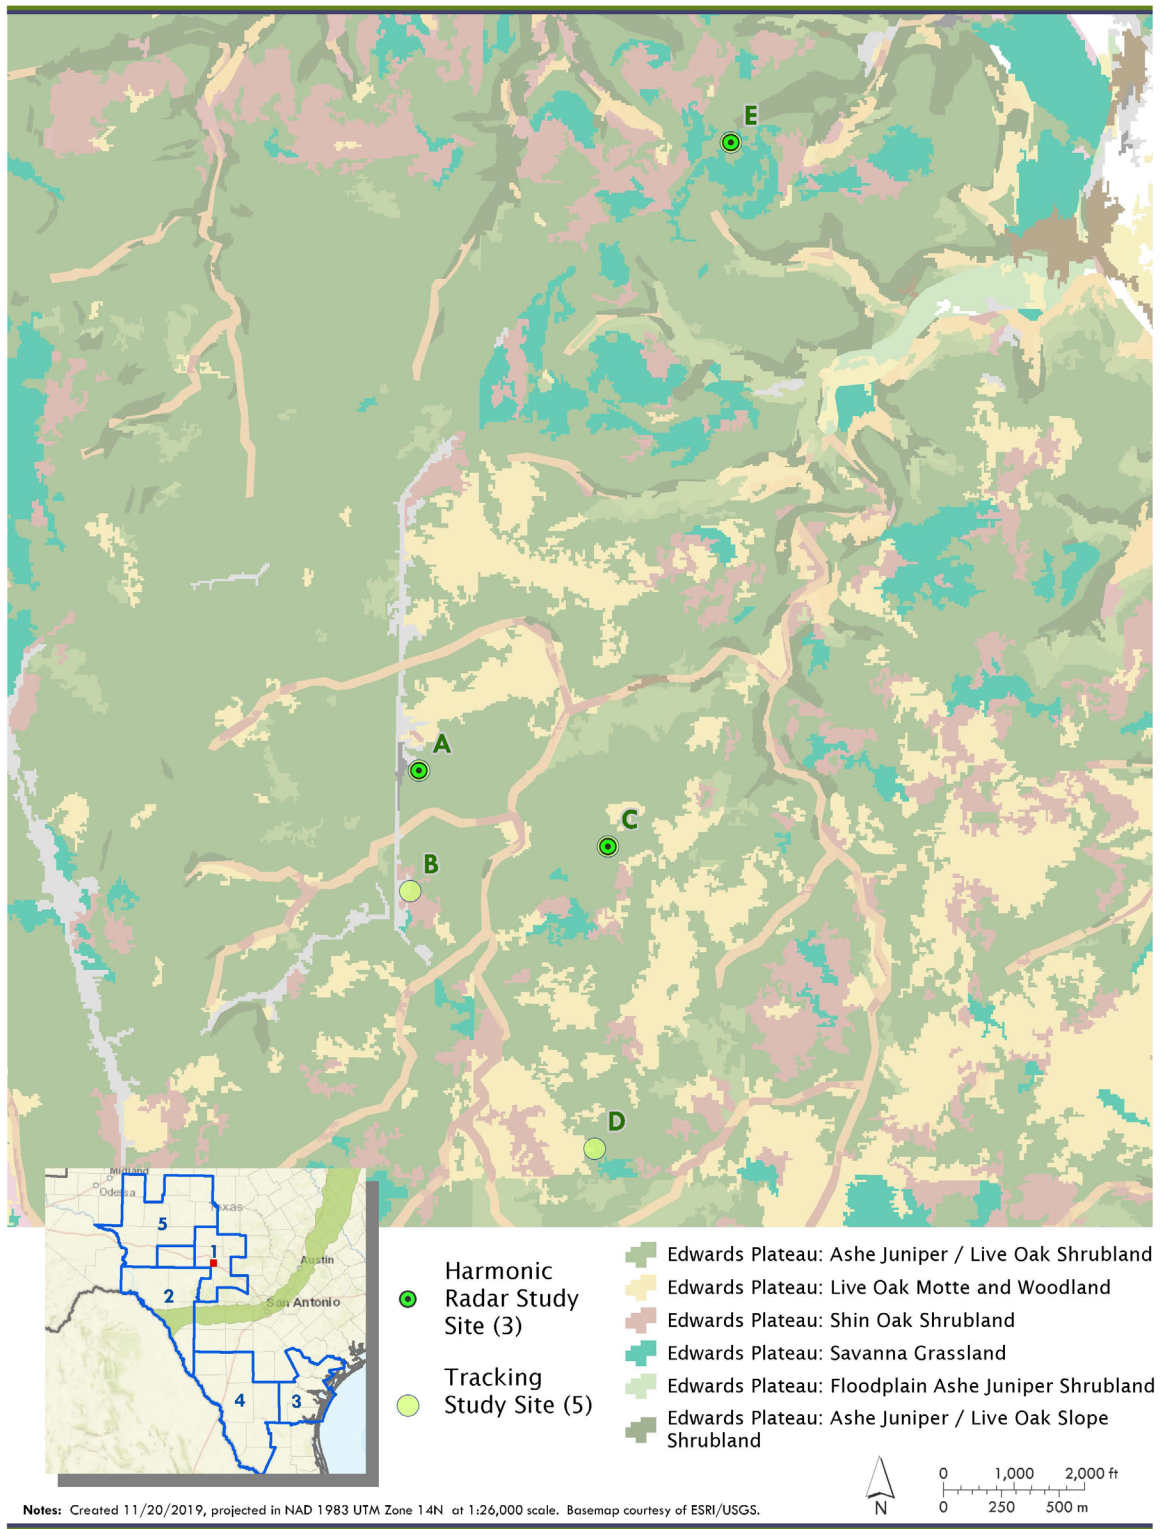 E
A
C
B
D
Midland
Odessa
Texas
5
1
Austin
2
San Antonio
4
3
Harmonic
Radar Study
Site (3)
Tracking
Study Site (5)
Edwards Plateau: Ashe Juniper / Live Oak Shrubland
Edwards Plateau: Live Oak Motte and Woodland
Edwards Plateau: Shin Oak Shrubland
Edwards Plateau: Savanna Grassland
Edwards Plateau: Floodplain Ashe Juniper Shrubland
Edwards Plateau: Ashe Juniper / Live Oak Slope
Shrubland
N
0 1,000 2,000 ft
0 250 500 m
Notes: Created 11/20/2019, projected in NAD 1983 UTM Zone 14N at 1:26,000 scale. Basemap courtesy of ESRI/USGS.